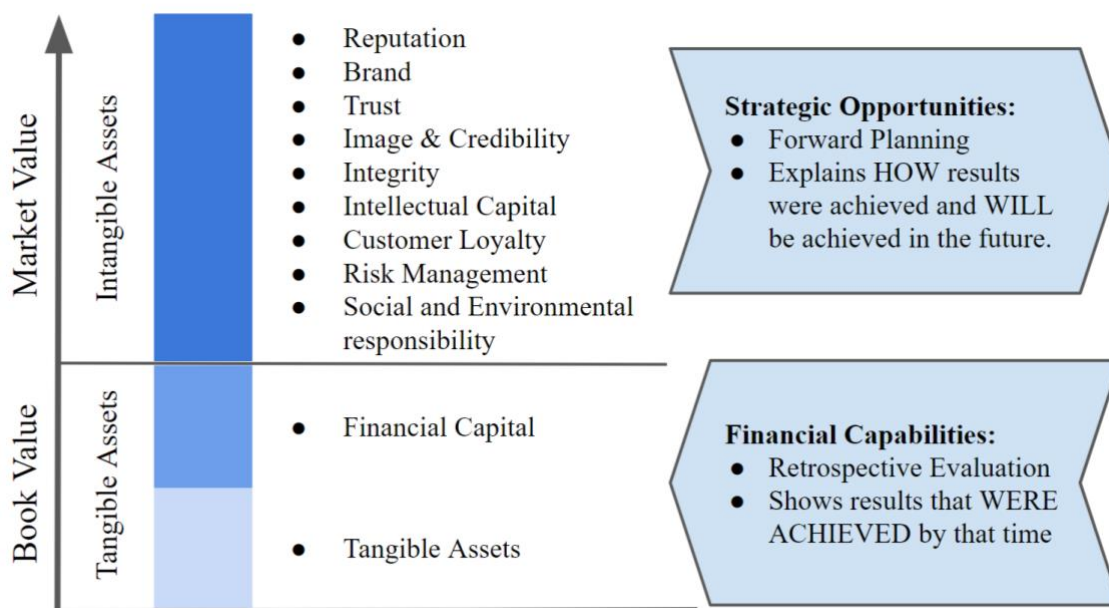 Market Value
Intangible Assets
● Reputation
● Brand
● Trust
● Image & Credibility
● Integrity
● Intellectual Capital
● Customer Loyalty
● Risk Management
● Social and Environmental
responsibility
Strategic Opportunities:
● Forward Planning
● Explains HOW results
were achieved and WILL
be achieved in the future.
Book Value
Tangible Assets
● Financial Capital
● Tangible Assets
Financial Capabilities:
● Retrospective Evaluation
● Shows results that WERE
ACHIEVED by that time